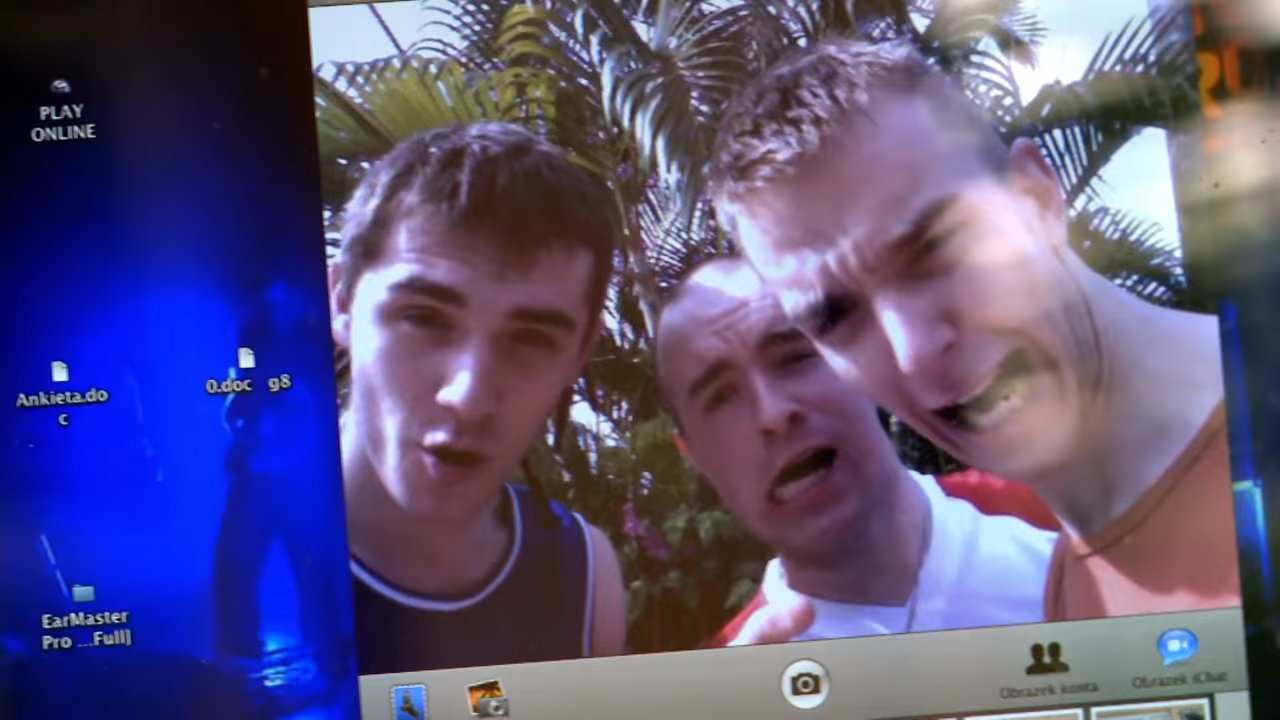 PLAY
ONLINE
Ankieta.do
c
0.doc g8
EarMaster
Pro ...Full)
Obrazek konta
Obrazek iChat